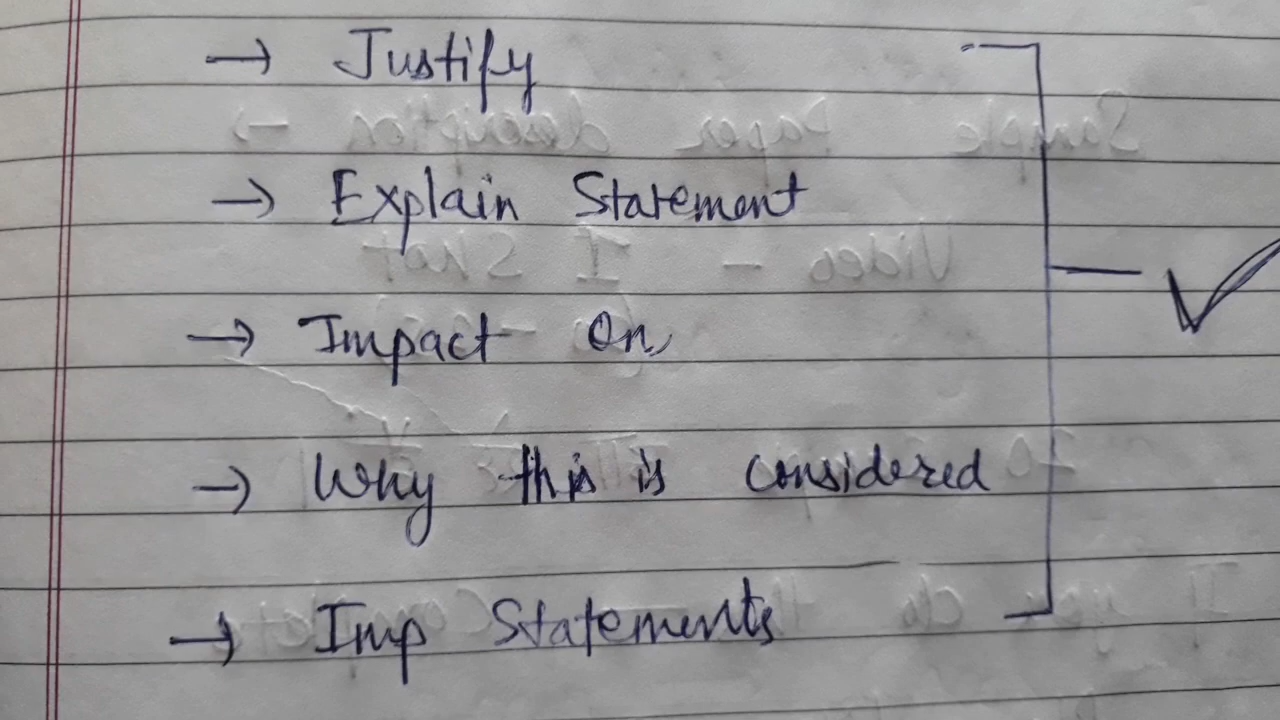 → Justify
→ Explain Statement
→ Impact On
→ Why this is considered
→ Imp Statements